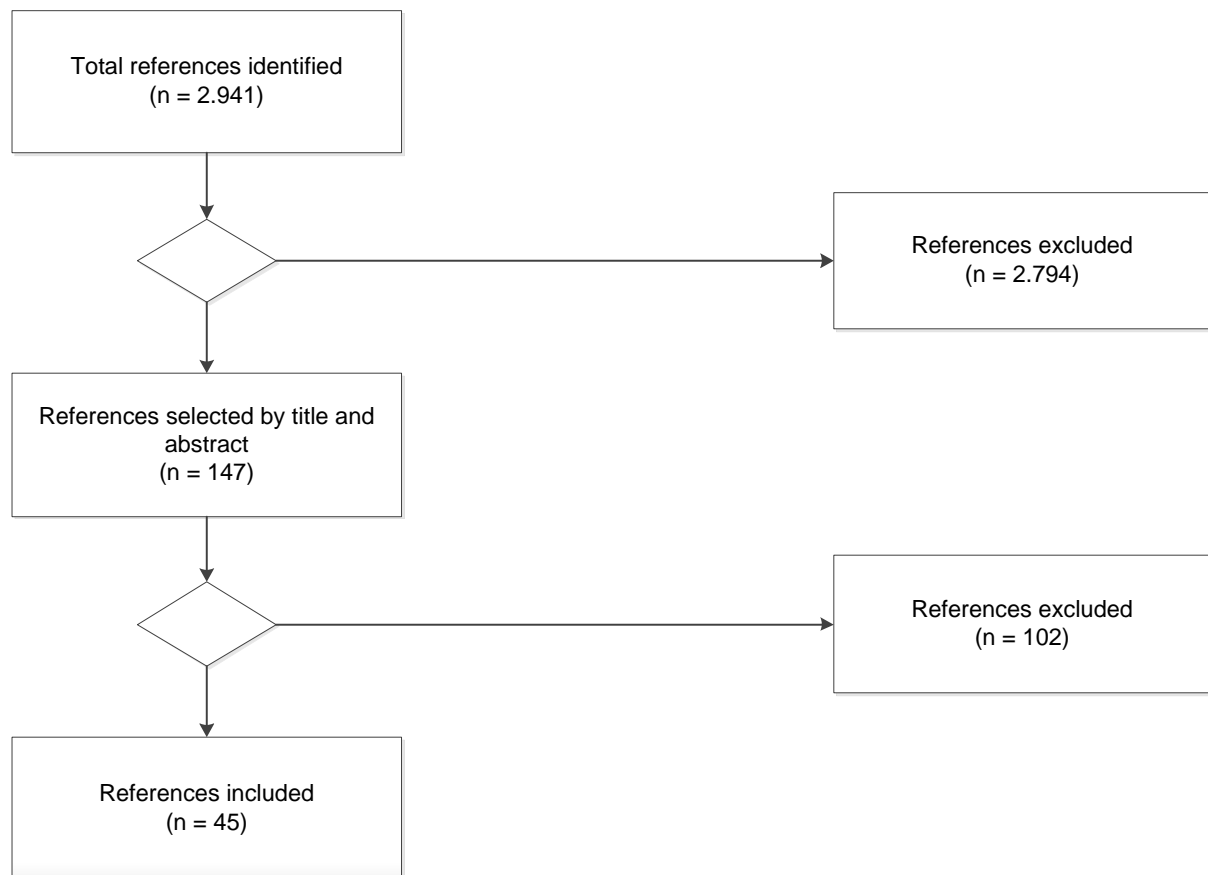 Total references identified
(n = 2.941)
References excluded
(n = 2.794)
References selected by title and
abstract
(n = 147)
References excluded
(n = 102)
References included
(n = 45)